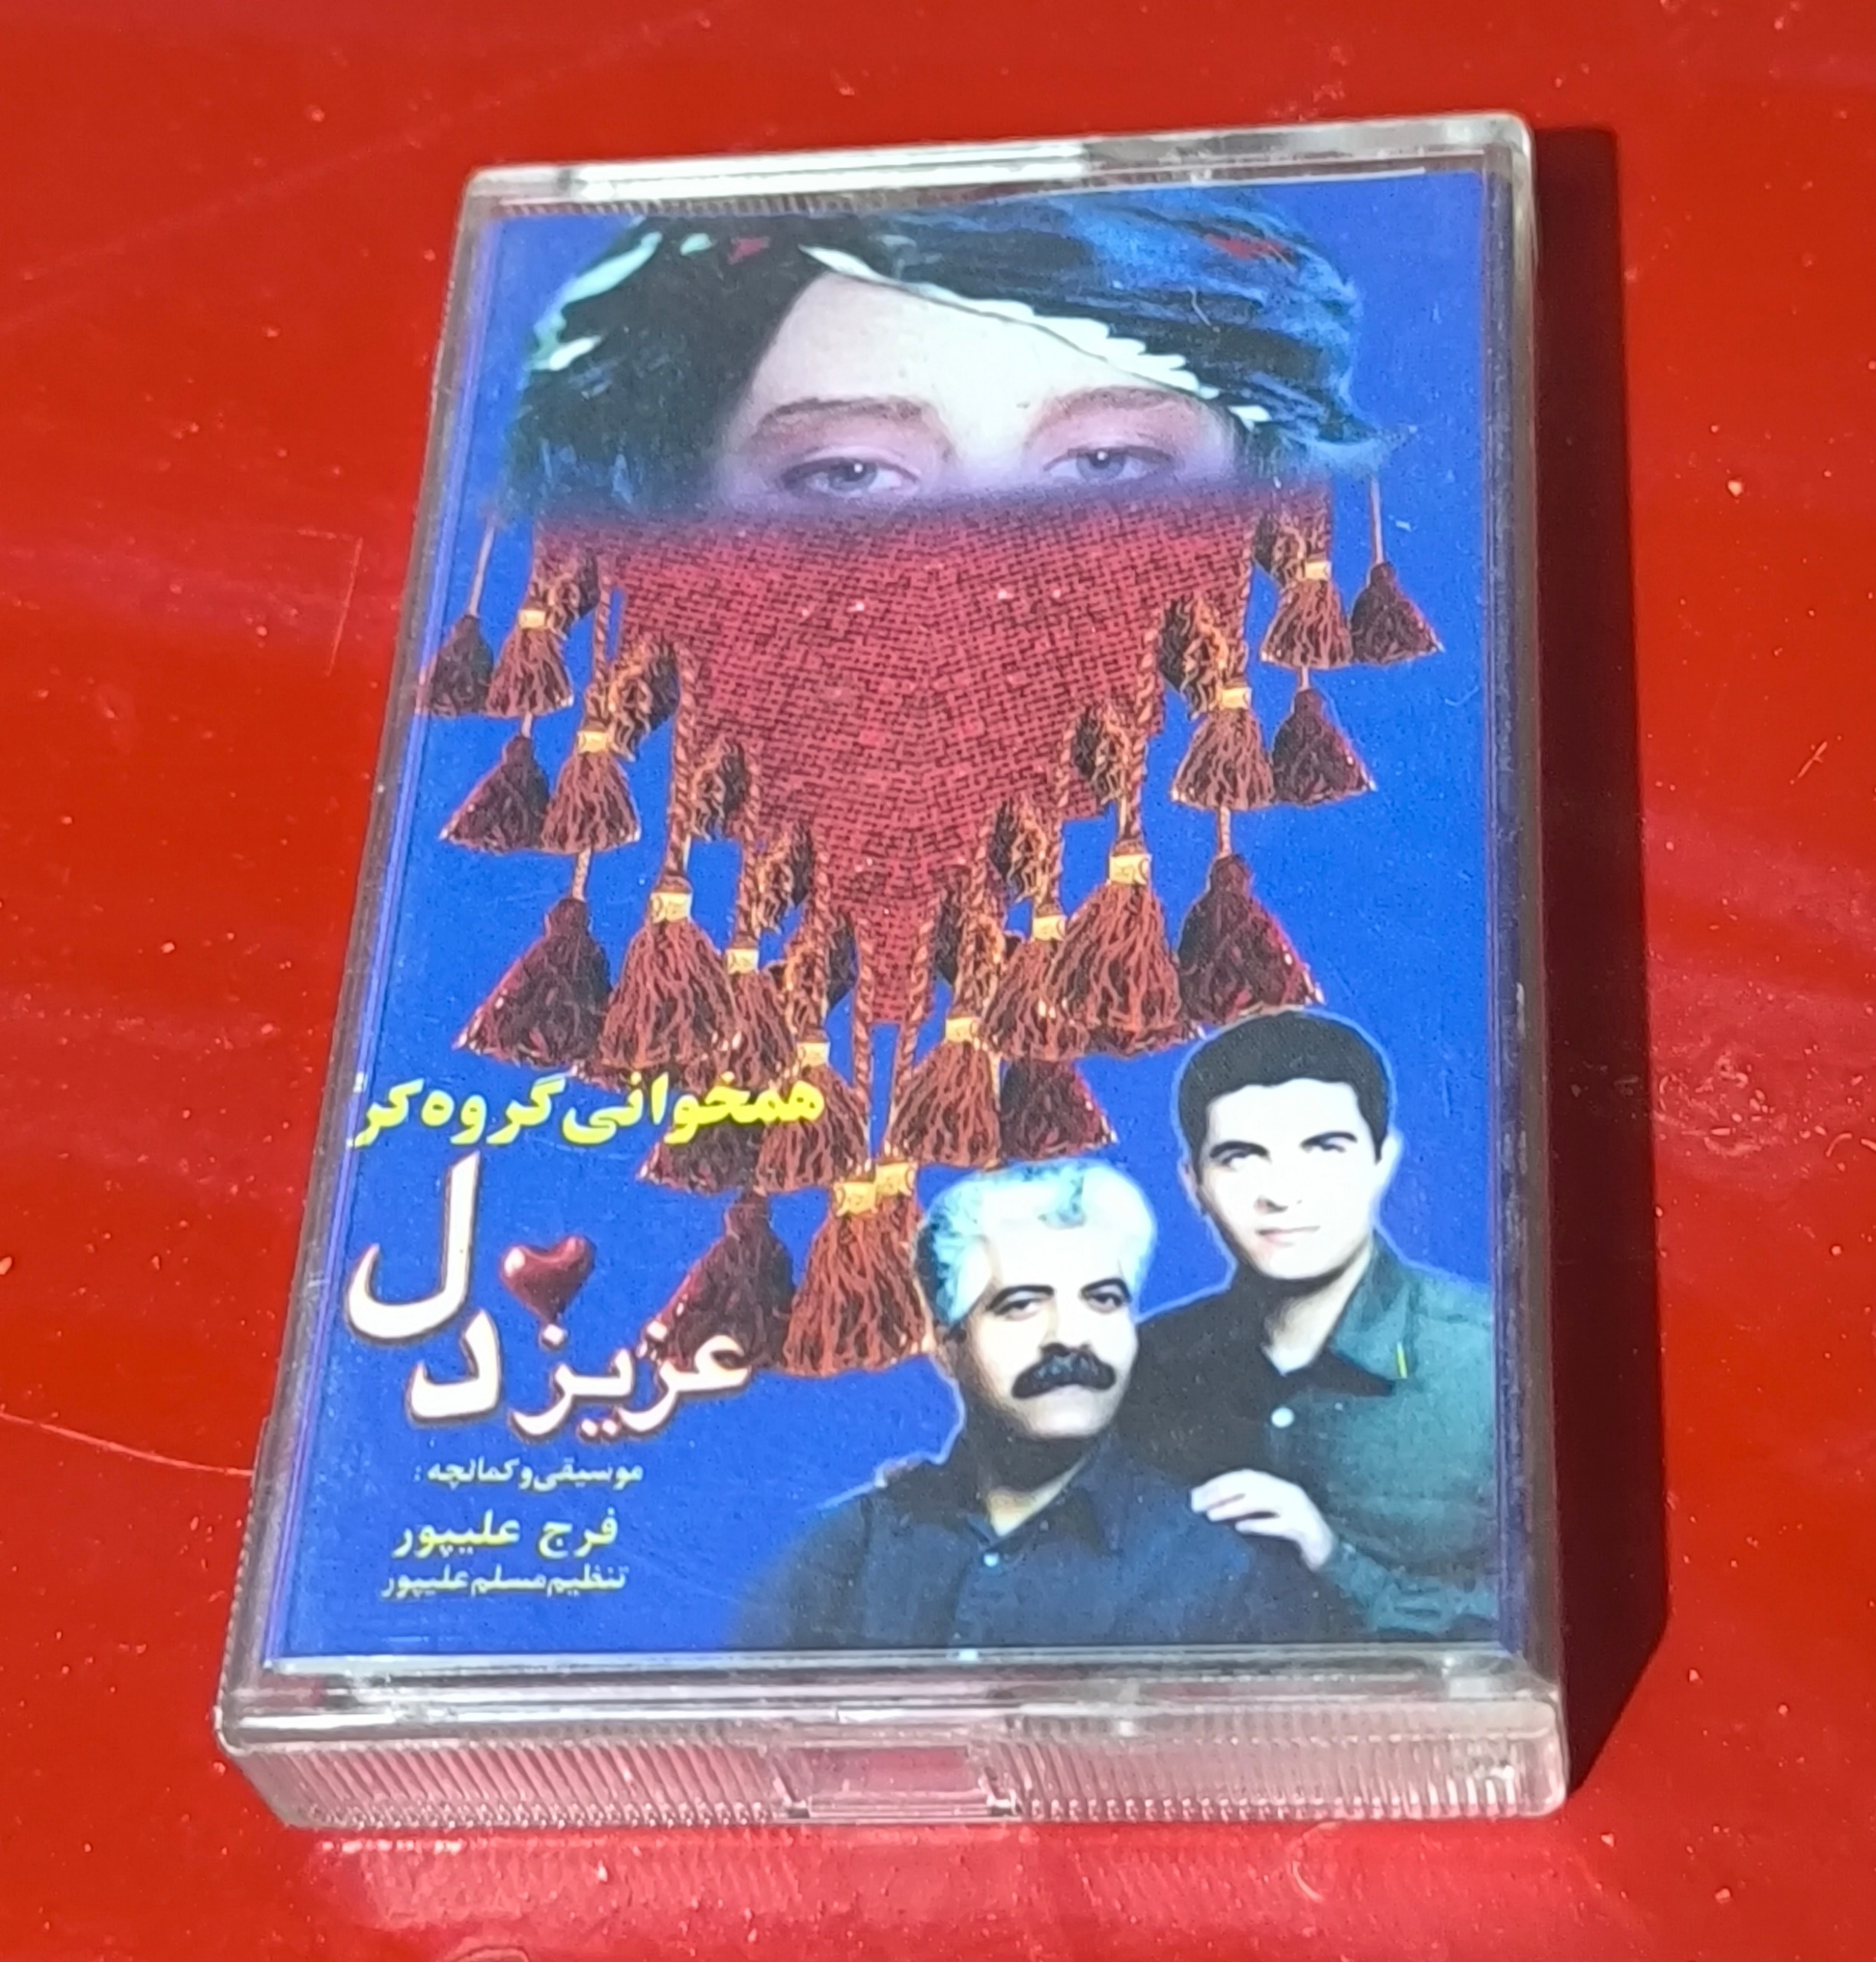 همخوانی گروه کر
عزیز دل
موسیقی و کمانچه :
فرج علیپور
تنظیم مسلم علیپور